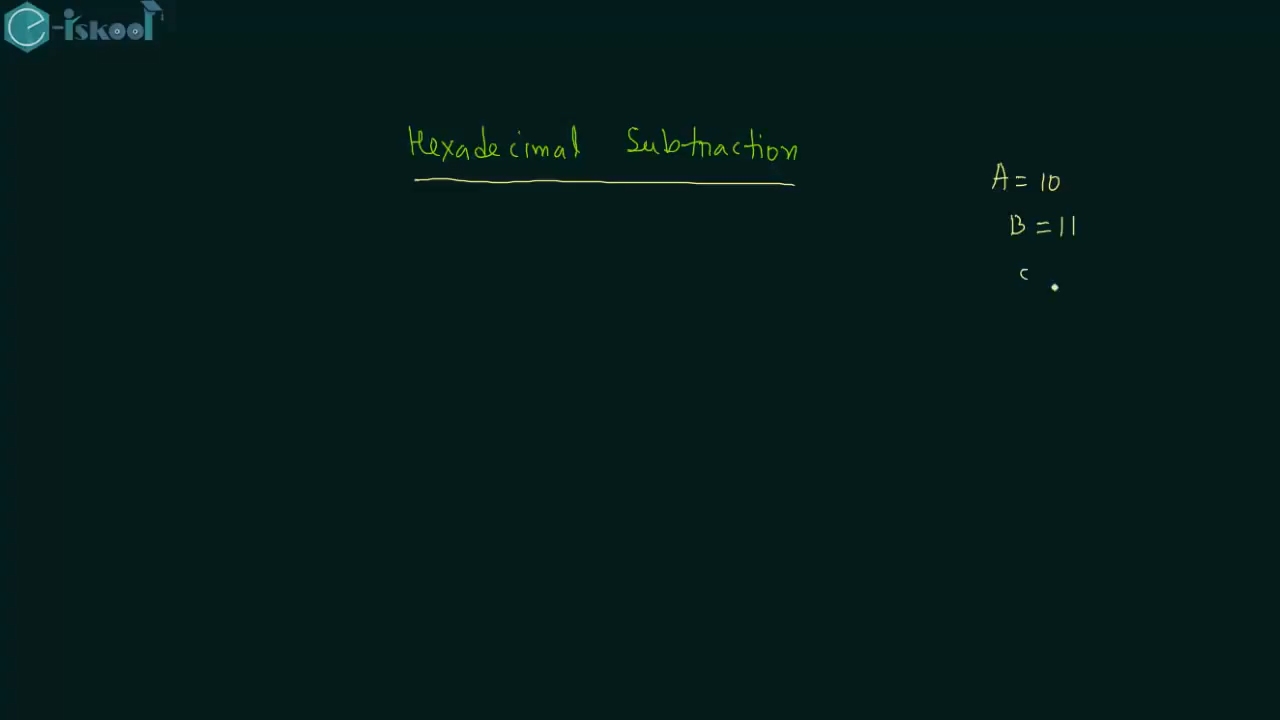 e-iskool
Hexadecimal Subtraction
A = 10
B = 11
C